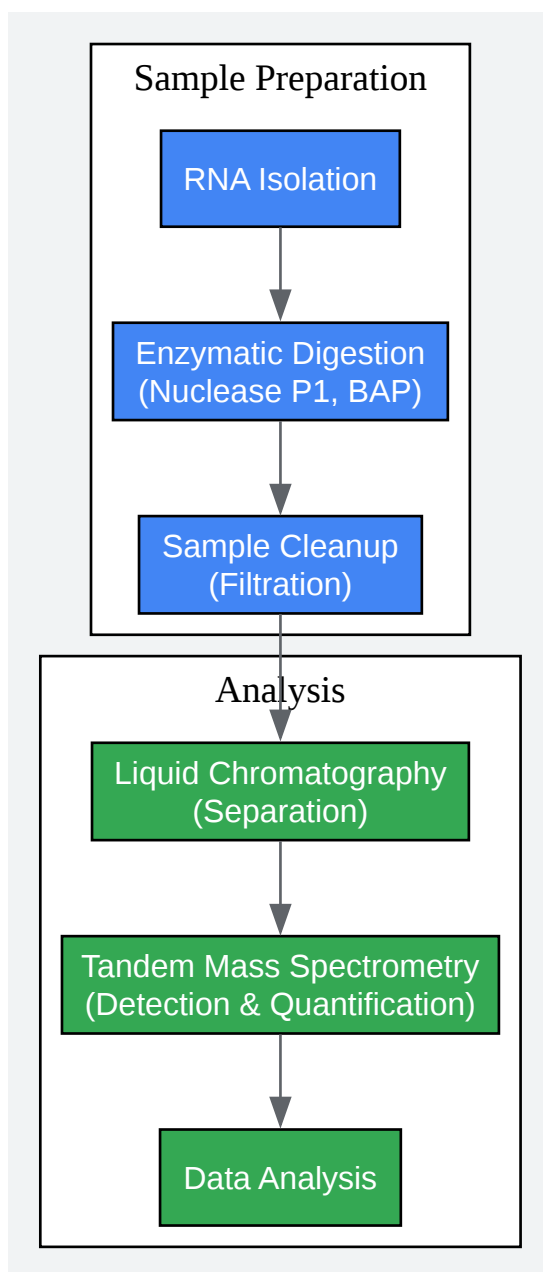 Sample Preparation
RNA Isolation
Enzymatic Digestion
(Nuclease P1, BAP)
Sample Cleanup
(Filtration)
Analysis
Liquid Chromatography
(Separation)
Tandem Mass Spectrometry
(Detection & Quantification)
Data Analysis